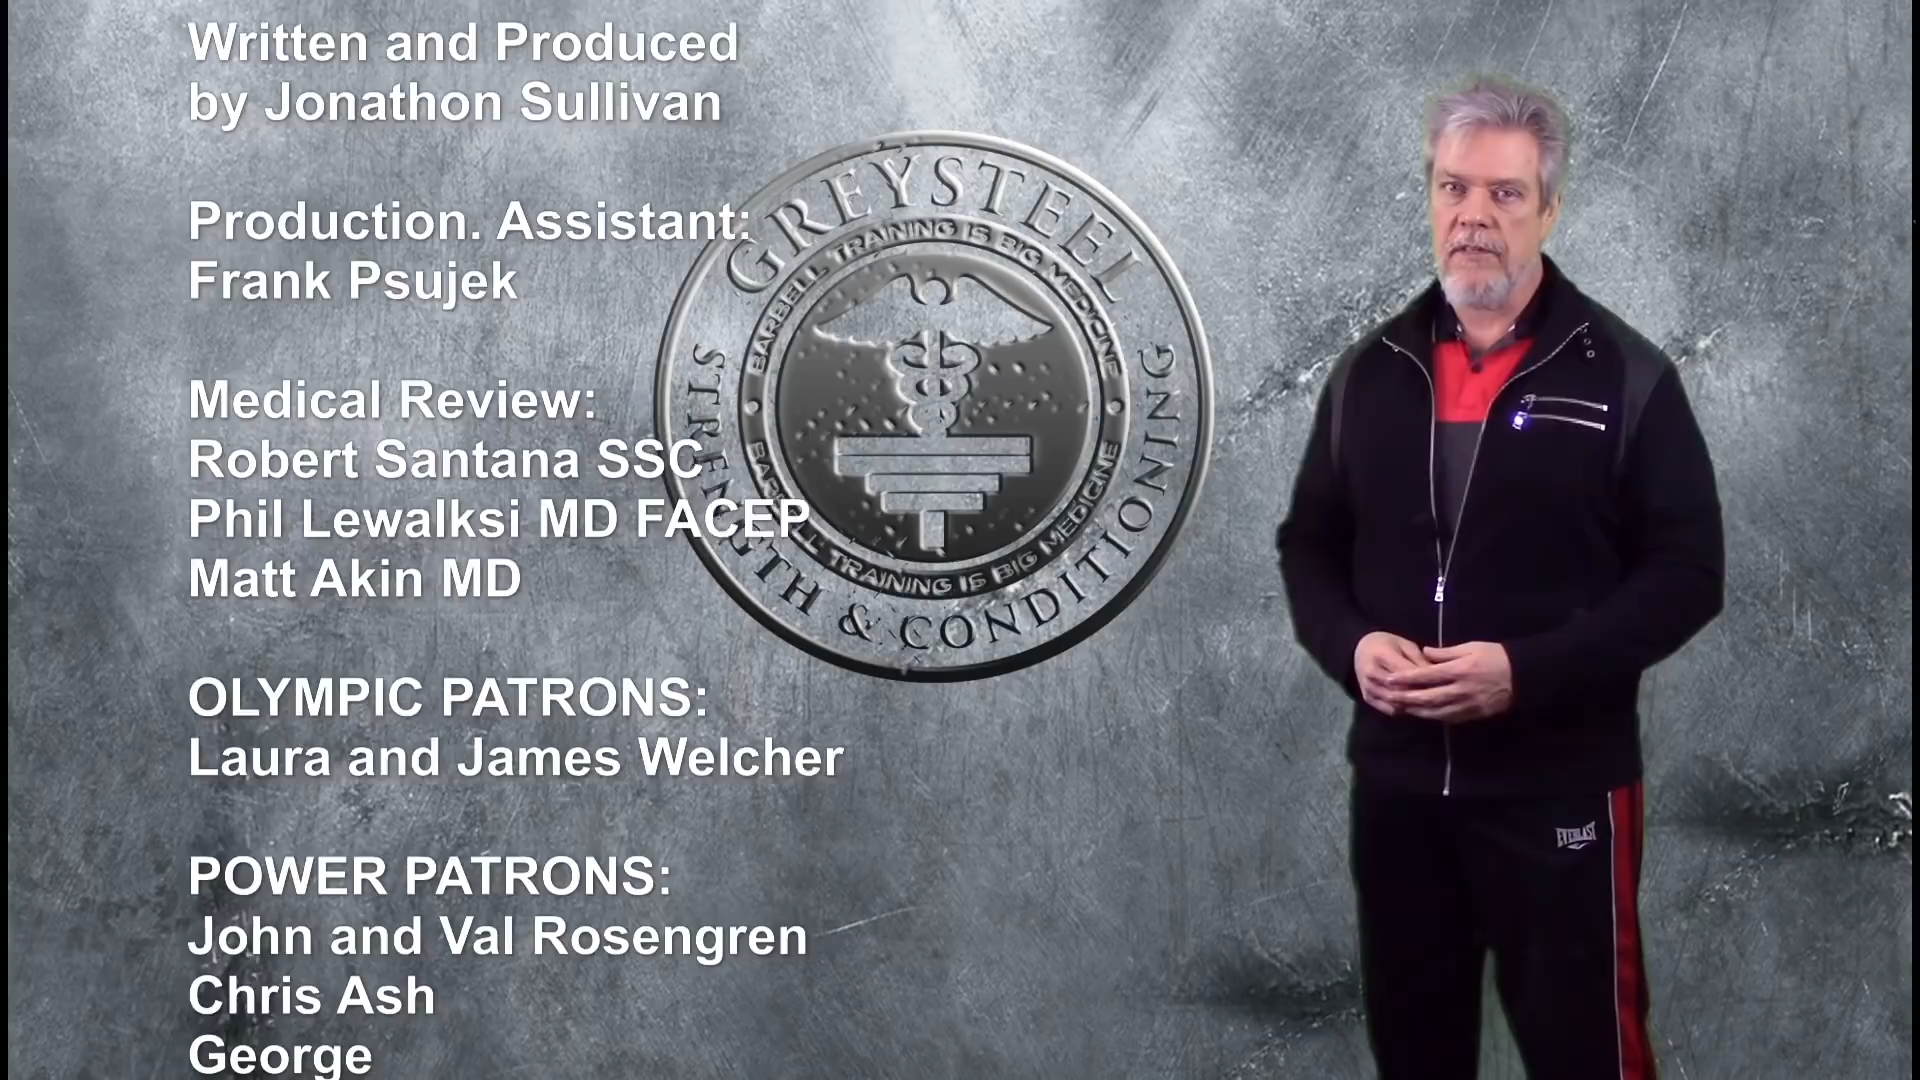 Written and Produced
by Jonathon Sullivan
Production. Assistant:
Frank Psujek
Medical Review:
Robert Santana SSC
Phil Lewalksi MD FACEP
Matt Akin MD
OLYMPIC PATRONS:
Laura and James Welcher
POWER PATRONS:
John and Val Rosengren
Chris Ash
George
GREYSTEEL
STRENGTH & CONDITIONING
BARBELL TRAINING IS BIG MEDICINE
BARBELL TRAINING IS BIG MEDICINE
EVERLAST